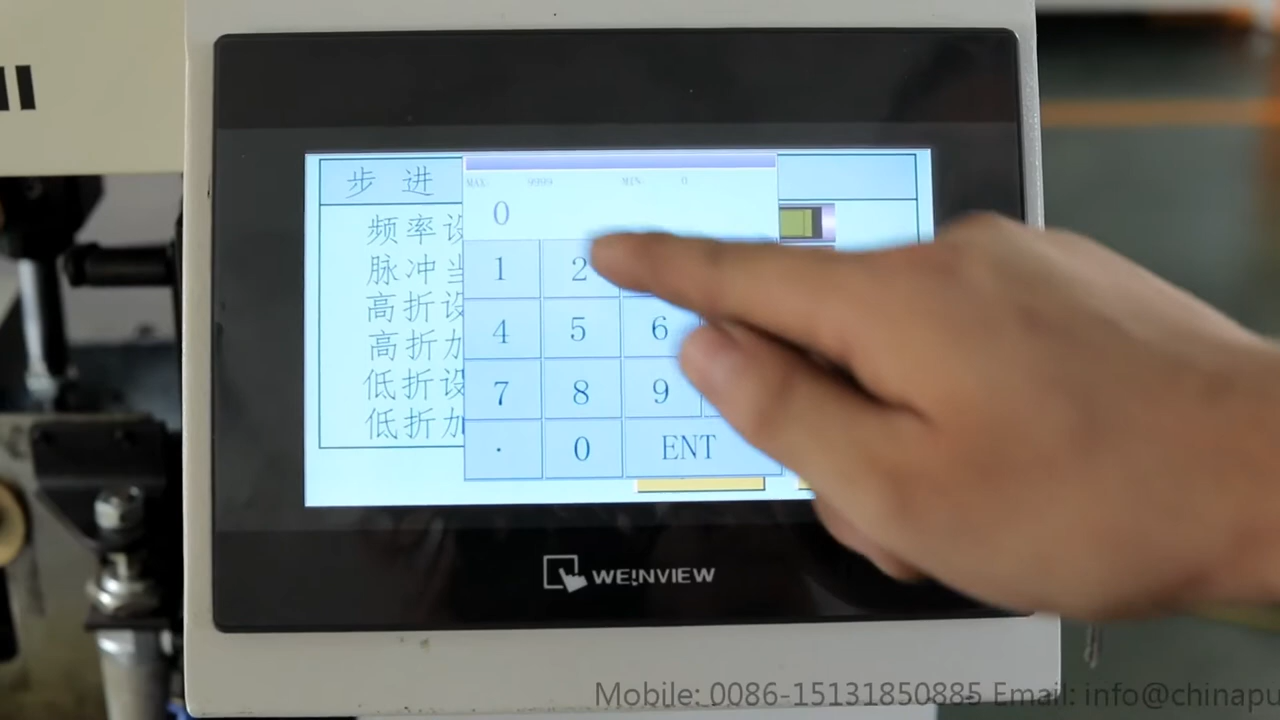 步 进
MAX: 9999 MIN: 0
0
频率设
1 2
脉冲当
高折设
4 5 6
高折加
低折设
7 8 9
低折加
. 0 ENT
WEINVIEW
Mobile: 0086-15131850885 Email: info@chinapu